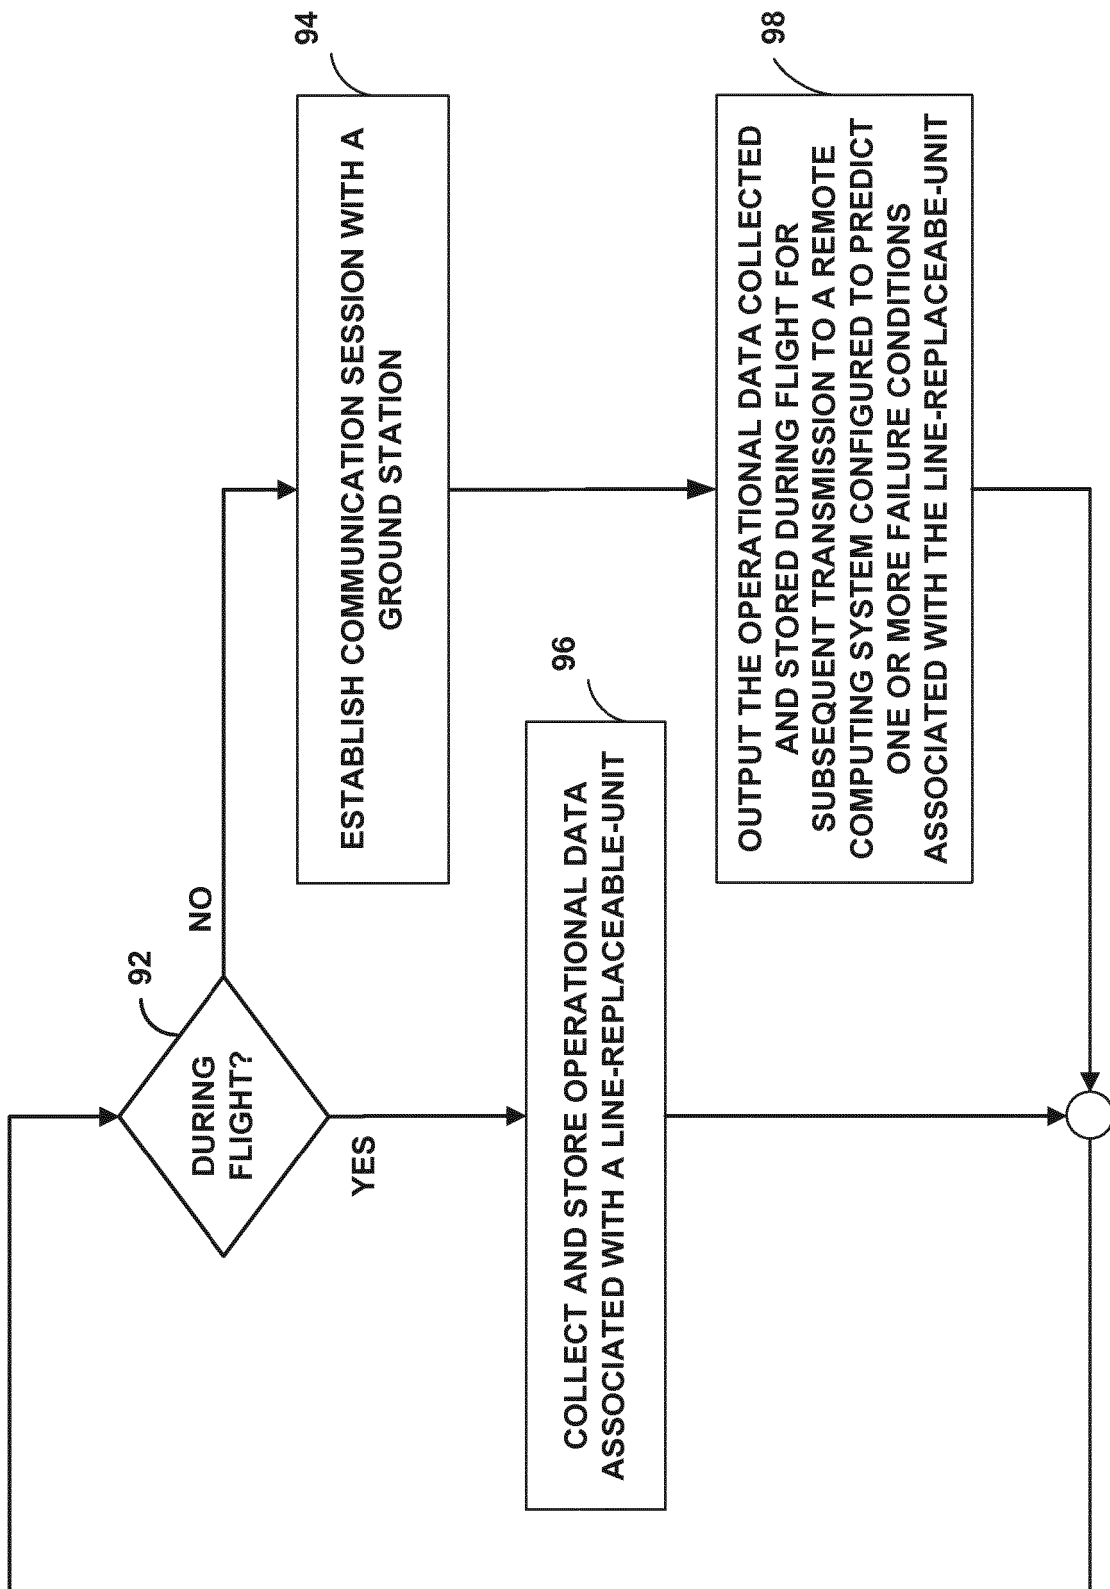 92
DURING
FLIGHT?
NO
YES
94
ESTABLISH COMMUNICATION SESSION WITH A
GROUND STATION
96
COLLECT AND STORE OPERATIONAL DATA
ASSOCIATED WITH A LINE-REPLACEABLE-UNIT
98
OUTPUT THE OPERATIONAL DATA COLLECTED
AND STORED DURING FLIGHT FOR
SUBSEQUENT TRANSMISSION TO A REMOTE
COMPUTING SYSTEM CONFIGURED TO PREDICT
ONE OR MORE FAILURE CONDITIONS
ASSOCIATED WITH THE LINE-REPLACEABE-UNIT